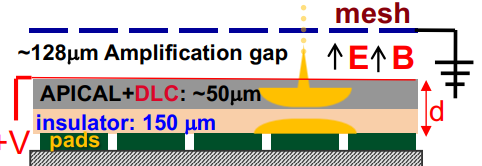 mesh
~128µm Amplification gap
↑E↑B
APICAL+DLC: ~50µm
d
insulator: 150 µm
+V
pads